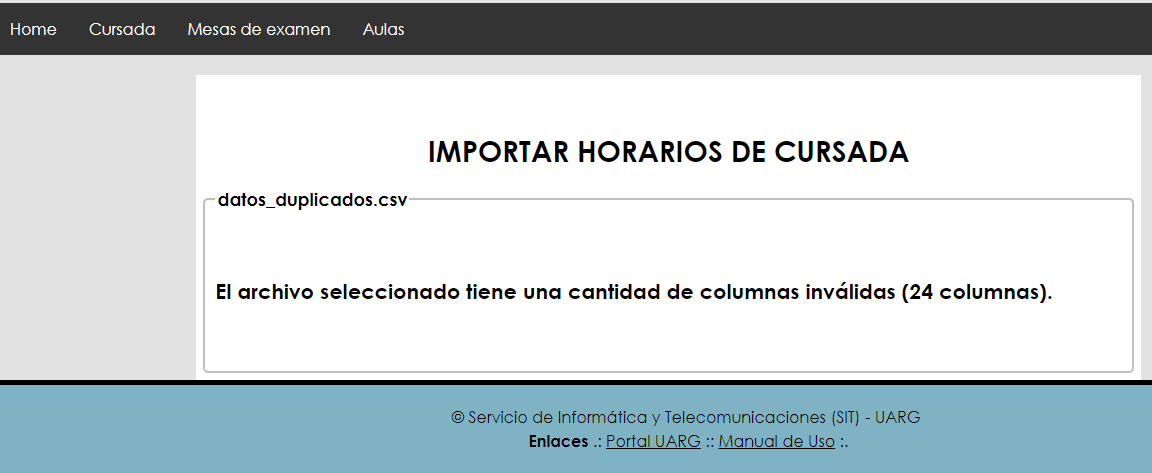 Home Cursada Mesas de examen Aulas
IMPORTAR HORARIOS DE CURSADA
datos_duplicados.csv
El archivo seleccionado tiene una cantidad de columnas inválidas (24 columnas).
© Servicio de Informática y Telecomunicaciones (SIT) - UARG
Enlaces .: Portal UARG :: Manual de Uso :.